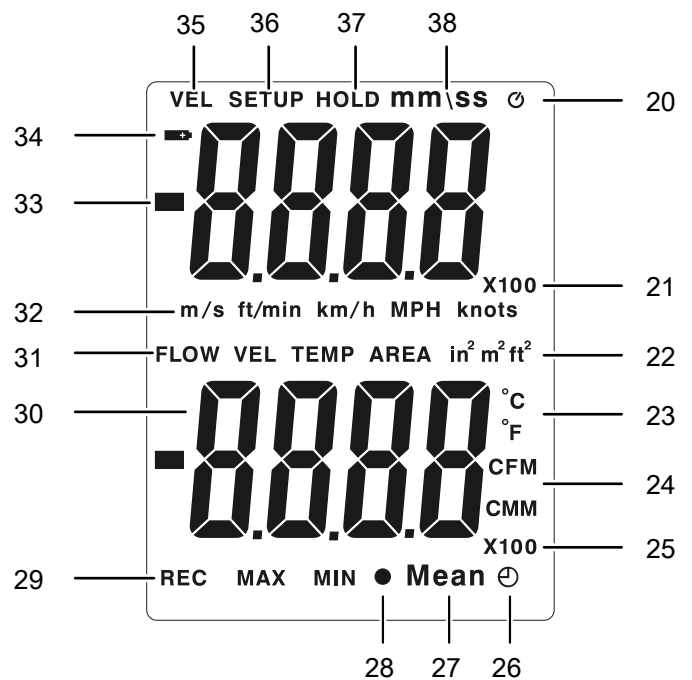 35 36 37 38
VEL SETUP HOLD mm\ss 20
34
8.8.8.8
33
X100 21
32 m/s ft/min km/h MPH knots
31 FLOW VEL TEMP AREA in² m² ft² 22
30 8.8.8.8 °C 23
°F
CFM 24
CMM
X100 25
29 REC MAX MIN ● Mean
28 27 26